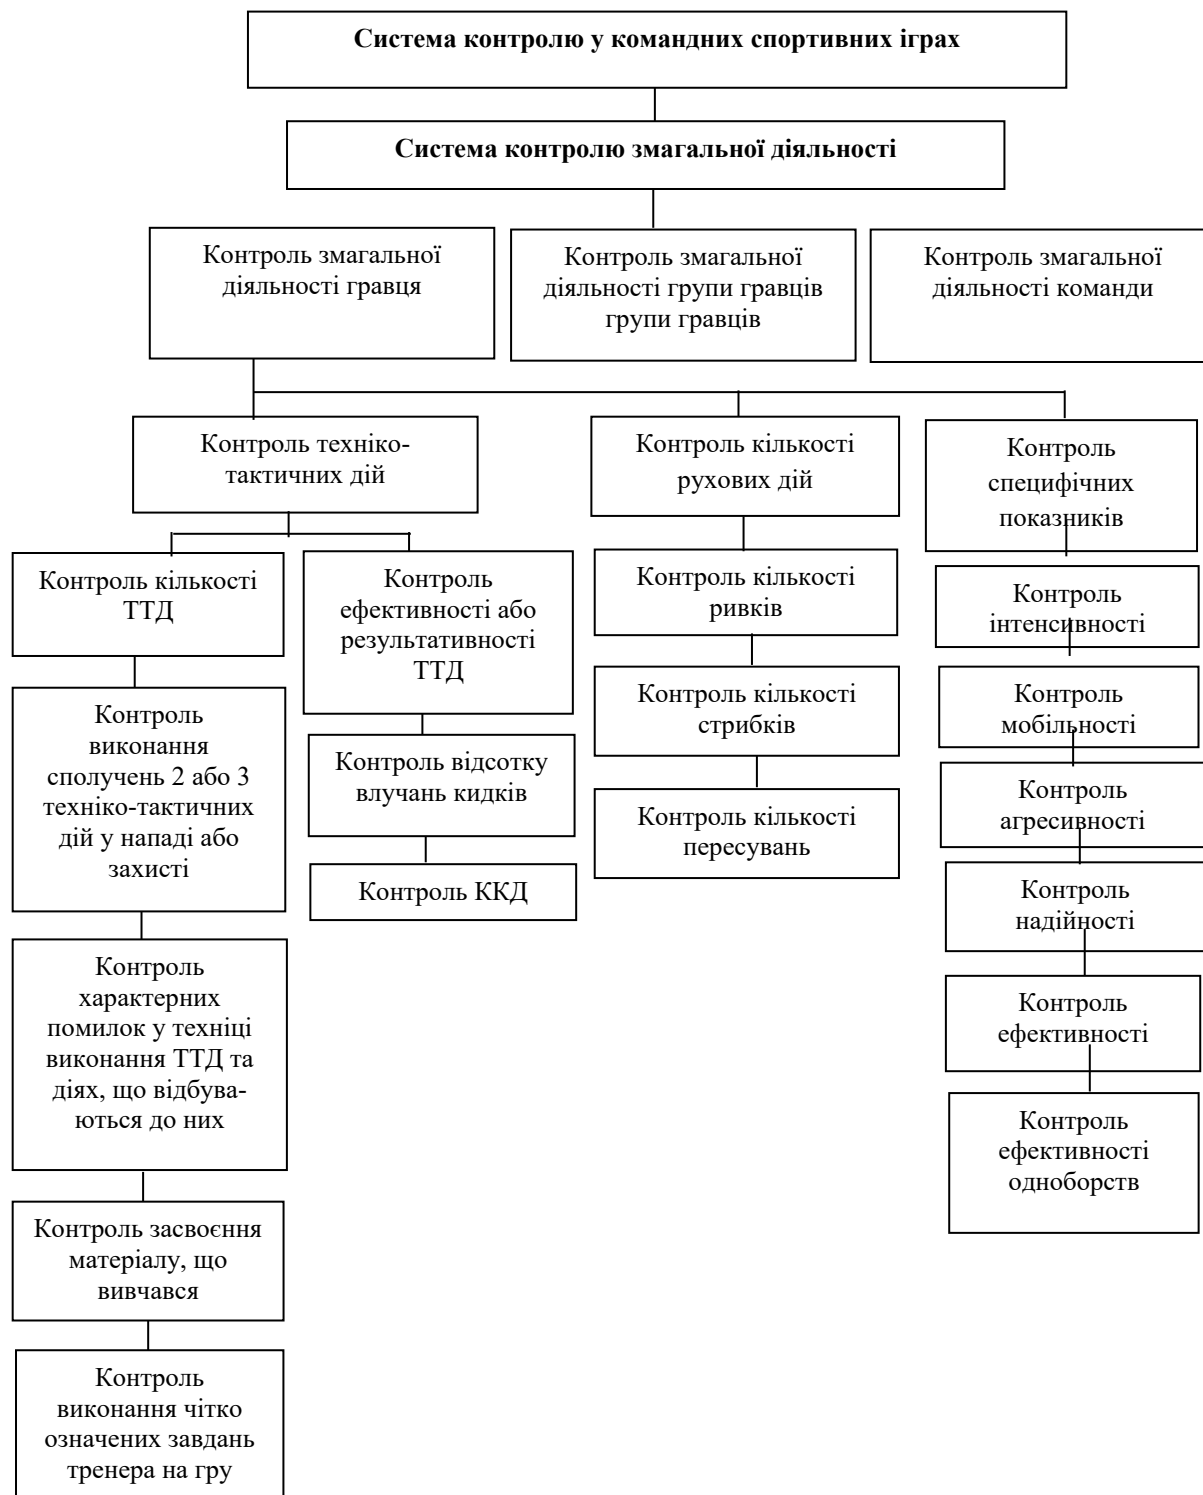 Система контролю у командних спортивних іграх
Система контролю змагальної діяльності
Контроль змагальної
діяльності гравця
Контроль змагальної
діяльності групи гравців
групи гравців
Контроль змагальної
діяльності команди
Контроль техніко-
тактичних дій
Контроль кількості
рухових дій
Контроль
специфічних
показників
Контроль кількості
ТТД
Контроль
ефективності або
результативності
ТТД
Контроль кількості
ривків
Контроль
інтенсивності
Контроль
виконання
сполучень 2 або 3
техніко-тактичних
дій у нападі або
захисті
Контроль відсотку
влучань кидків
Контроль кількості
стрибків
Контроль
мобільності
Контроль ККД
Контроль кількості
пересувань
Контроль
агресивності
Контроль
надійності
Контроль
характерних
помилок у техніці
виконання ТТД та
діях, що відбува-
ються до них
Контроль
ефективності
Контроль
ефективності
одноборств
Контроль засвоєння
матеріалу, що
вивчався
Контроль
виконання чітко
означених завдань
тренера на гру